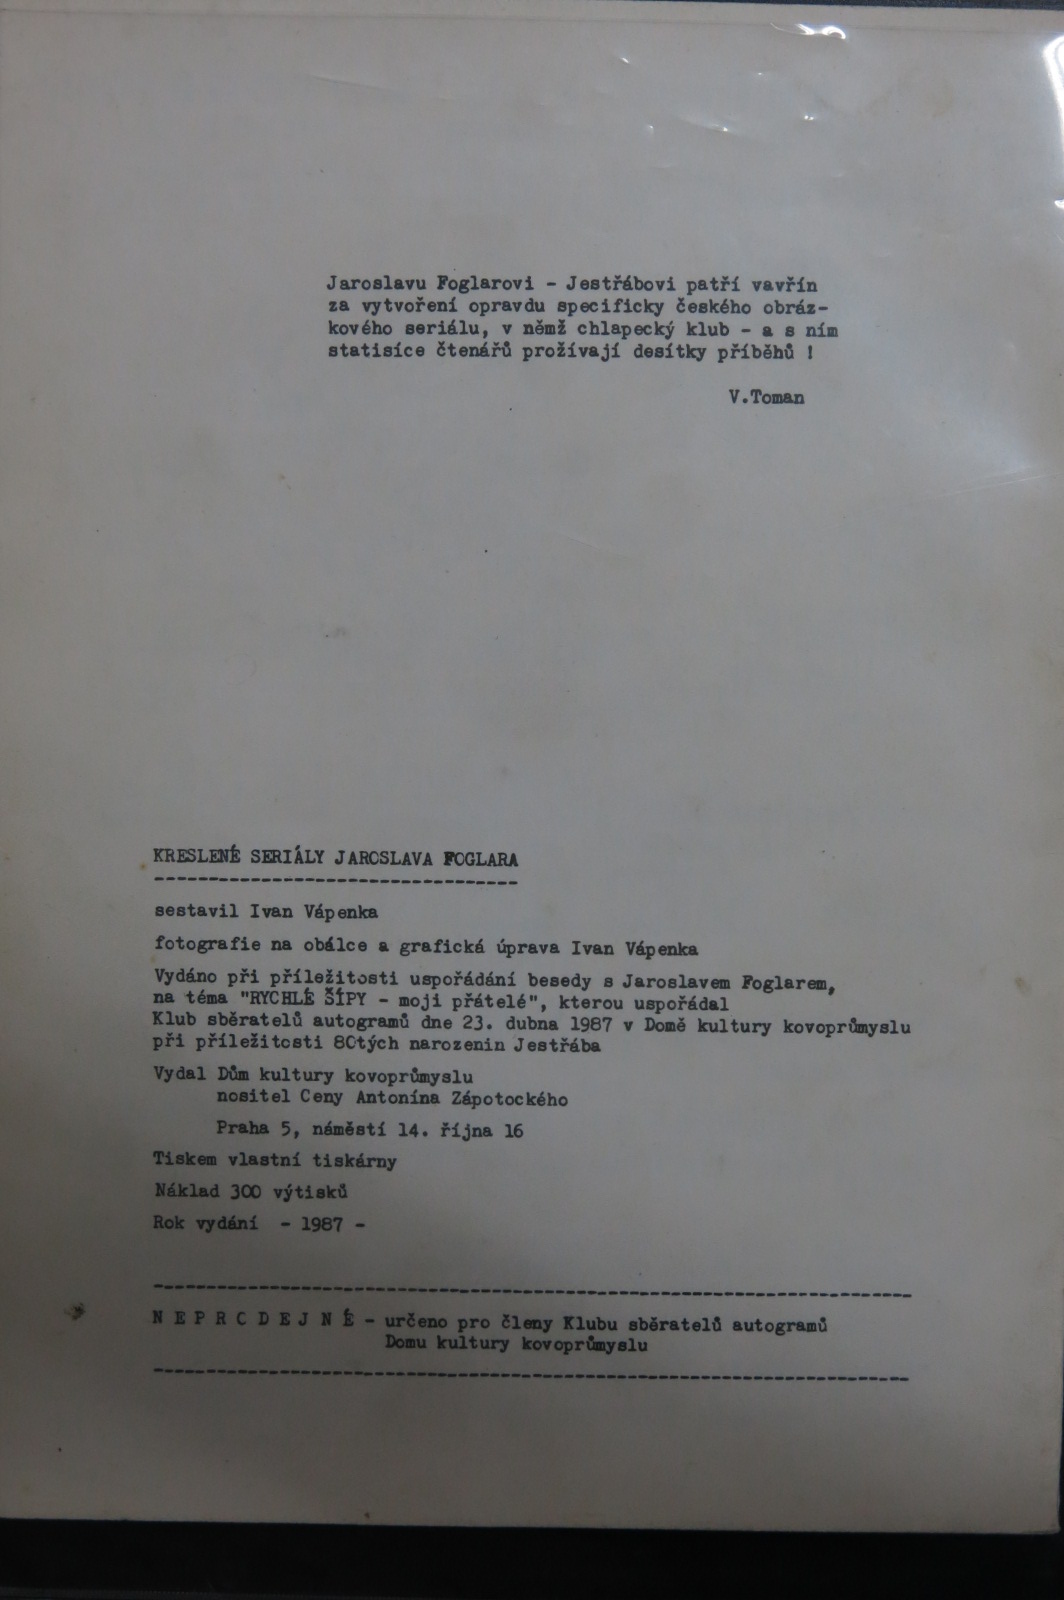 Jaroslavu Foglarovi - Jestřábovi patří vavřín
za vytvoření opravdu specificky českého obráz-
kového seriálu, v němž chlapecký klub - a s ním
statisíce čtenářů prožívají desítky příběhů !
V.Toman
KRESLENÉ SERIÁLY JAROSLAVA FOGLARA
----------------------------------
sestavil Ivan Vápenka
fotografie na obálce a grafická úprava Ivan Vápenka
Vydáno při příležitosti uspořádání besedy s Jaroslavem Foglarem,
na téma "RYCHLÉ ŠÍPY - moji přátelé", kterou uspořádal
Klub sběratelů autogramů dne 23. dubna 1987 v Domě kultury kovoprůmyslu
při příležitosti 80tých narozenin Jestřába
Vydal Dům kultury kovoprůmyslu
nositel Ceny Antonína Zápotockého
Praha 5, náměstí 14. října 16
Tiskem vlastní tiskárny
Náklad 300 výtisků
Rok vydání - 1987 -
----------------------------------------------------------------------
N E P R O D E J N É - určeno pro členy Klubu sběratelů autogramů
Domu kultury kovoprůmyslu
----------------------------------------------------------------------